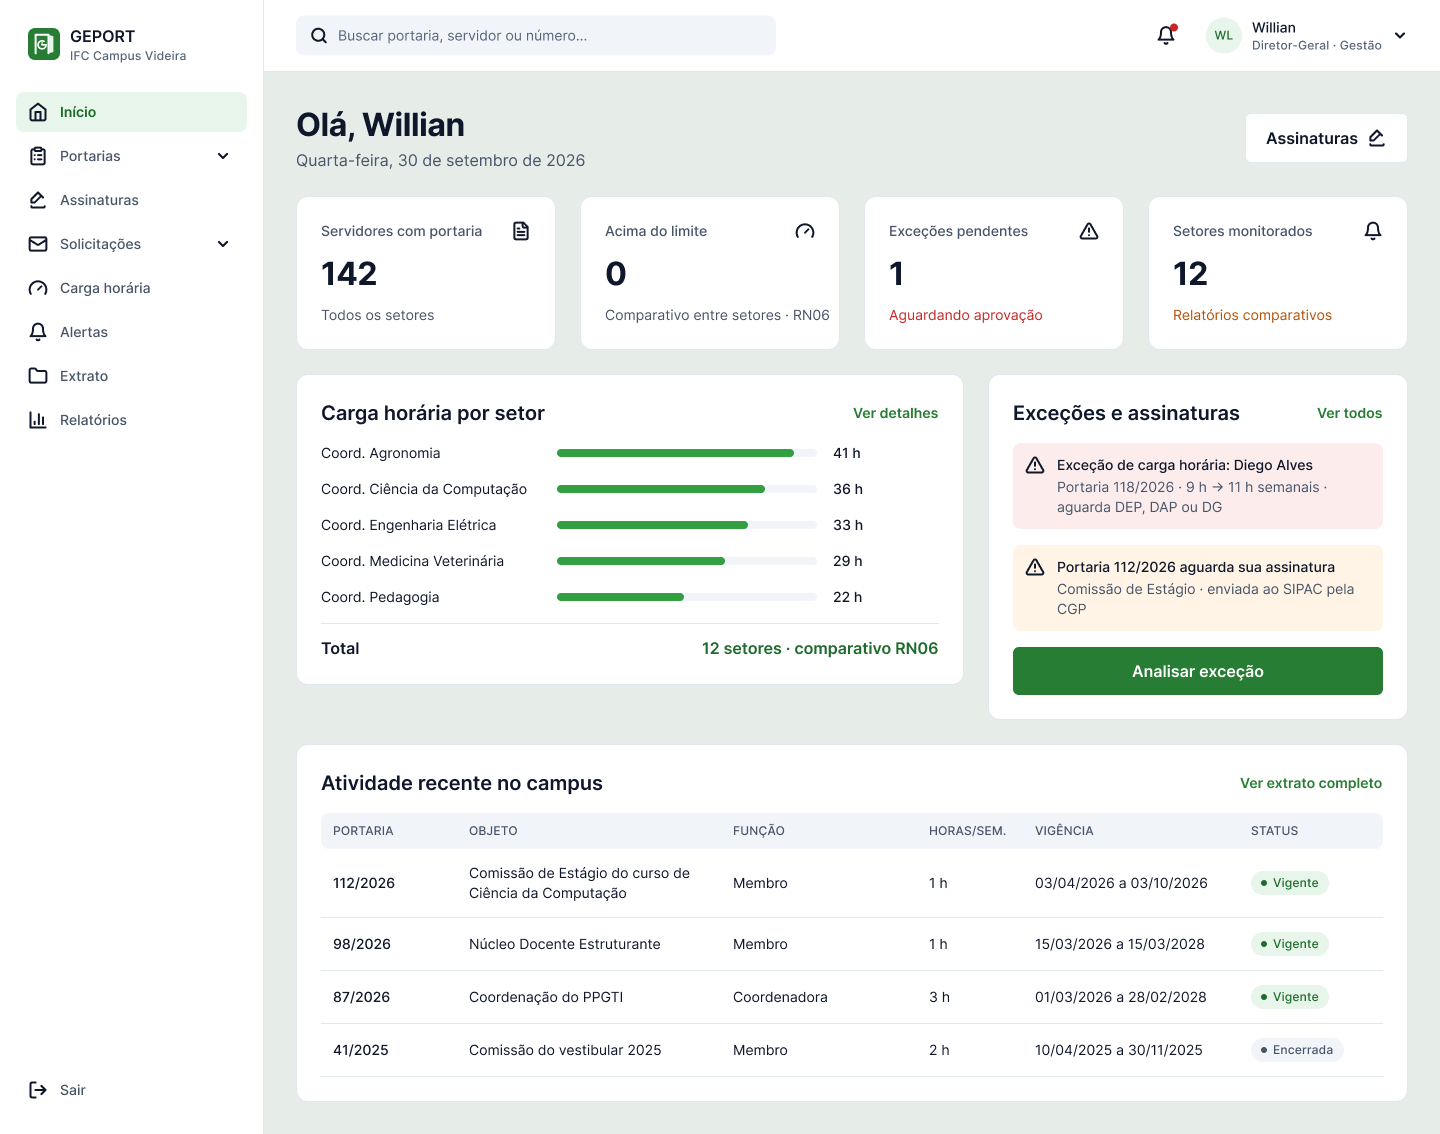 GEPORT
IFC Campus Videira
Início
Portarias
Assinaturas
Solicitações
Carga horária
Alertas
Extrato
Relatórios
Sair
Buscar portaria, servidor ou número...
WL
Willian
Diretor-Geral · Gestão
Olá, Willian
Quarta-feira, 30 de setembro de 2026
Assinaturas
Servidores com portaria
142
Todos os setores
Acima do limite
0
Comparativo entre setores · RN06
Exceções pendentes
1
Aguardando aprovação
Setores monitorados
12
Relatórios comparativos
Carga horária por setor
Ver detalhes
Coord. Agronomia 41 h
Coord. Ciência da Computação 36 h
Coord. Engenharia Elétrica 33 h
Coord. Medicina Veterinária 29 h
Coord. Pedagogia 22 h
Total 12 setores · comparativo RN06
Exceções e assinaturas
Ver todos
Exceção de carga horária: Diego Alves
Portaria 118/2026 · 9 h → 11 h semanais ·
aguarda DEP, DAP ou DG
Portaria 112/2026 aguarda sua assinatura
Comissão de Estágio · enviada ao SIPAC pela
CGP
Analisar exceção
Atividade recente no campus
Ver extrato completo
PORTARIA OBJETO FUNÇÃO HORAS/SEM. VIGÊNCIA STATUS
112/2026 Comissão de Estágio do curso de
Ciência da Computação Membro 1 h 03/04/2026 a 03/10/2026 Vigente
98/2026 Núcleo Docente Estruturante Membro 1 h 15/03/2026 a 15/03/2028 Vigente
87/2026 Coordenação do PPGTI Coordenadora 3 h 01/03/2026 a 28/02/2028 Vigente
41/2025 Comissão do vestibular 2025 Membro 2 h 10/04/2025 a 30/11/2025 Encerrada